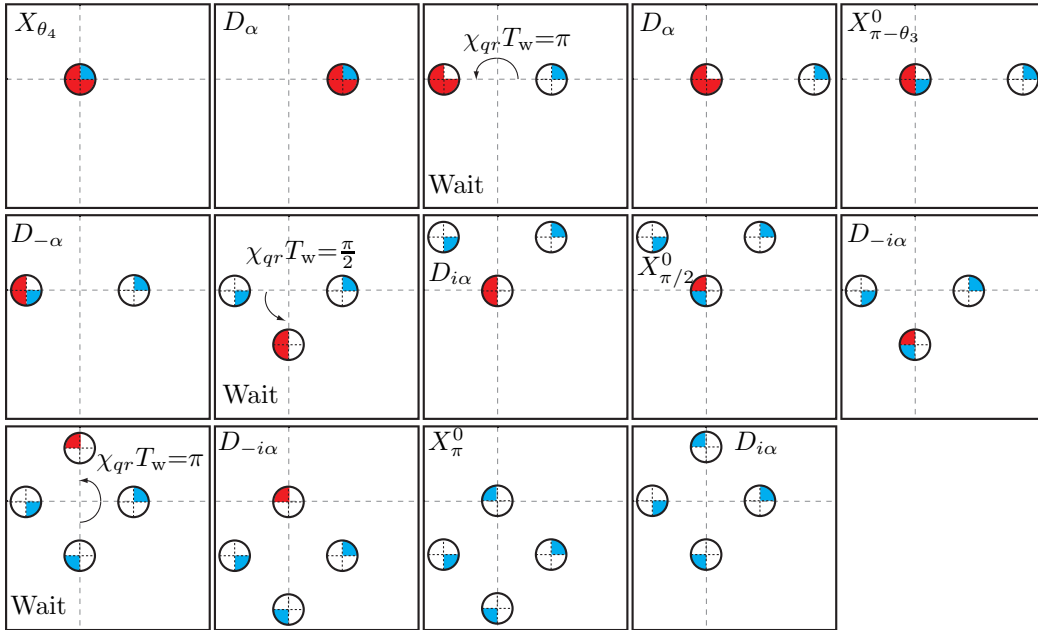 X_{θ_4}
D_α
χ_{qr}T_w=π
Wait
D_α
X^0_{π−θ_3}
D_{−α}
χ_{qr}T_w=π/2
Wait
D_{iα}
X^0_{π/2}
D_{−iα}
χ_{qr}T_w=π
Wait
D_{−iα}
X^0_π
D_{iα}